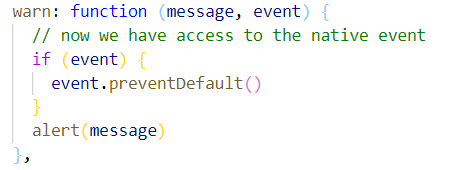 warn: function (message, event) {
  // now we have access to the native event
  if (event) {
    event.preventDefault()
  }
  alert(message)
},